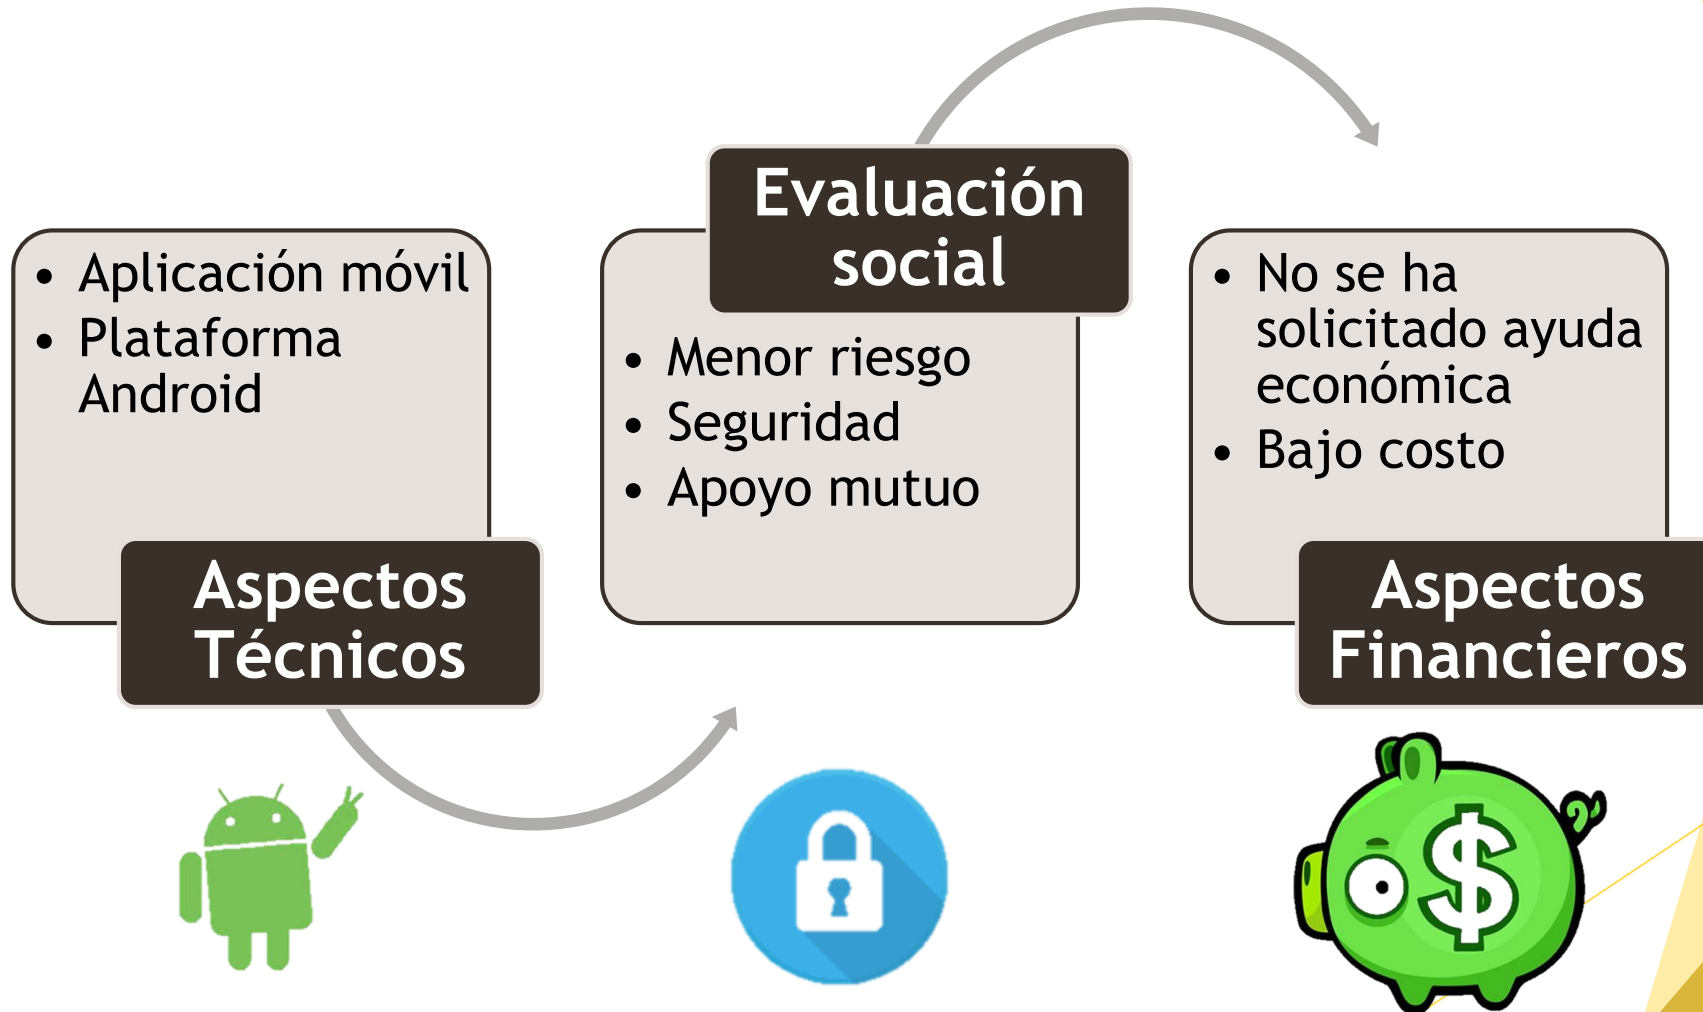 • Aplicación móvil
• Plataforma
Android
Aspectos
Técnicos
Evaluación
social
• Menor riesgo
• Seguridad
• Apoyo mutuo
• No se ha
solicitado ayuda
económica
• Bajo costo
Aspectos
Financieros
$